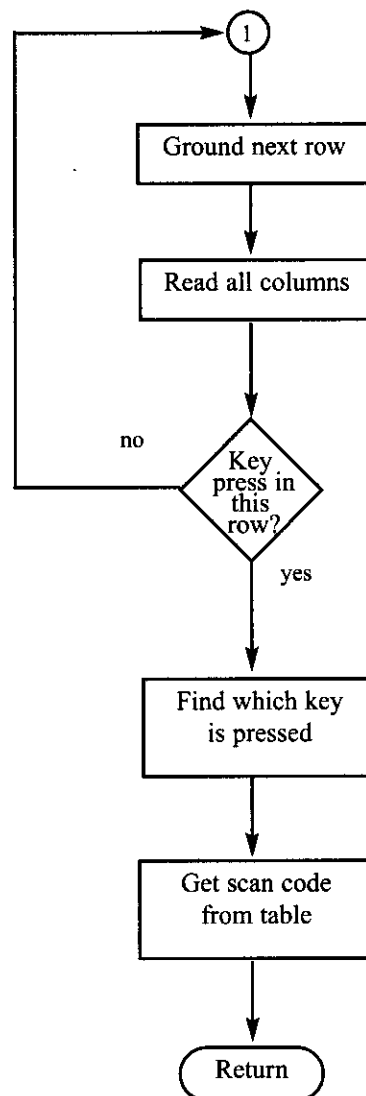 1
Ground next row
Read all columns
no
Key
press in
this
row?
yes
Find which key
is pressed
Get scan code
from table
Return